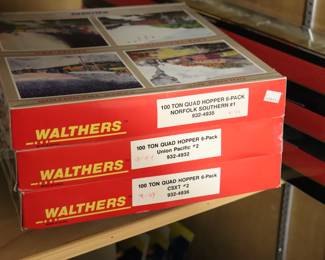 WALTHERS
100 TON QUAD HOPPER 6-PACK
NORFOLK SOUTHERN #1
932-4935
WALTHERS
100 TON QUAD HOPPER 6-Pack
Union Pacific #2
932-4932
WALTHERS
100 TON QUAD HOPPER 6-Pack
CSXT #2
932-4936